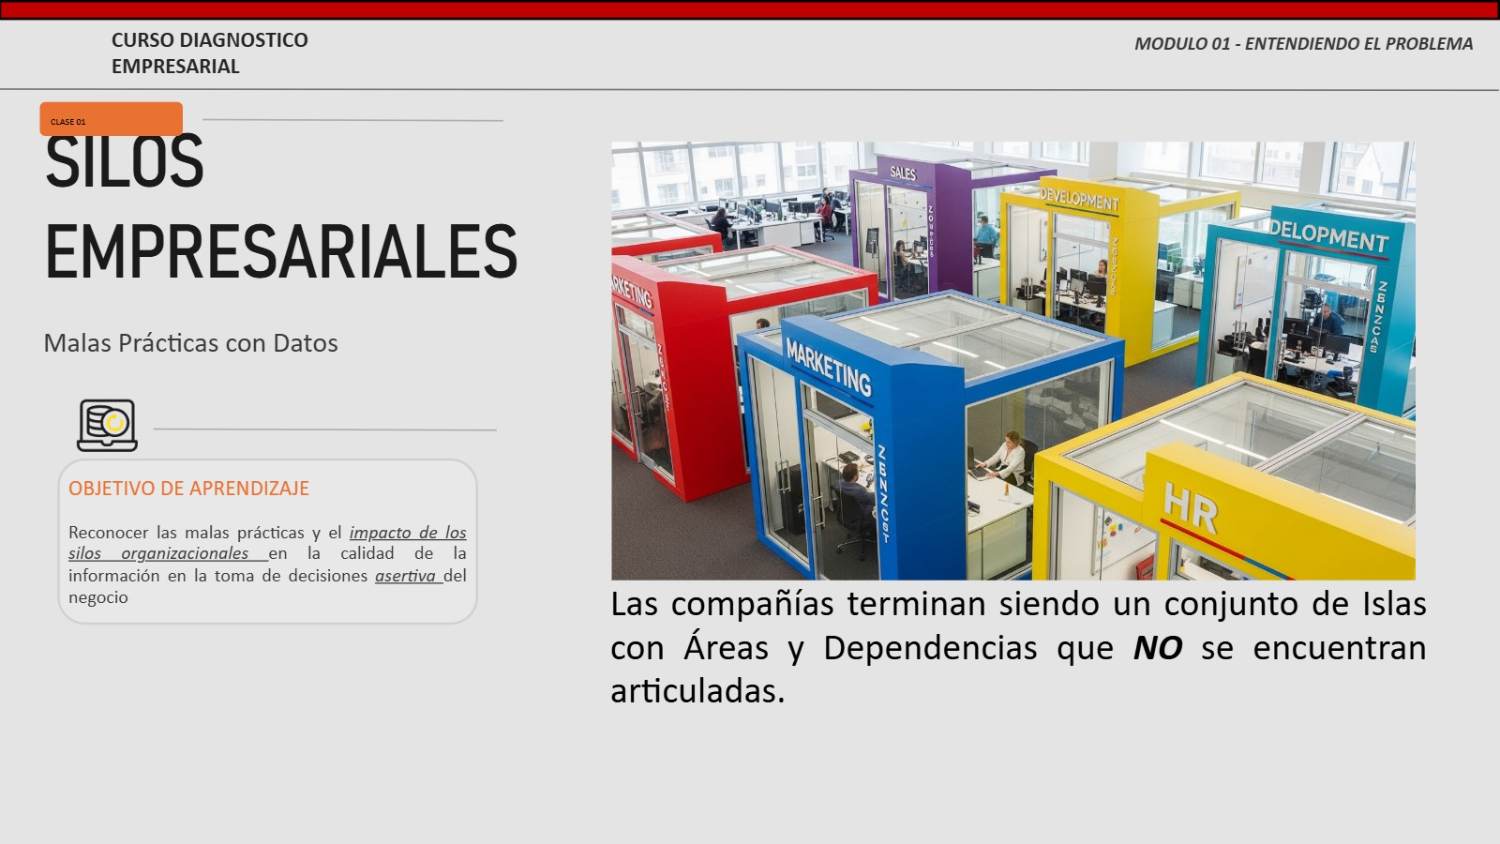 CURSO DIAGNOSTICO
EMPRESARIAL
MODULO 01 - ENTENDIENDO EL PROBLEMA
CLASE 01
SILOS
EMPRESARIALES
Malas Prácticas con Datos
OBJETIVO DE APRENDIZAJE
Reconocer las malas prácticas y el impacto de los
silos organizacionales en la calidad de la
información en la toma de decisiones asertiva del
negocio
SALES
DEVELOPMENT
DELOPMENT
ZBNZCAS
RKETING
MARKETING
ZBNZCST
HR
Las compañías terminan siendo un conjunto de Islas
con Áreas y Dependencias que NO se encuentran
articuladas.